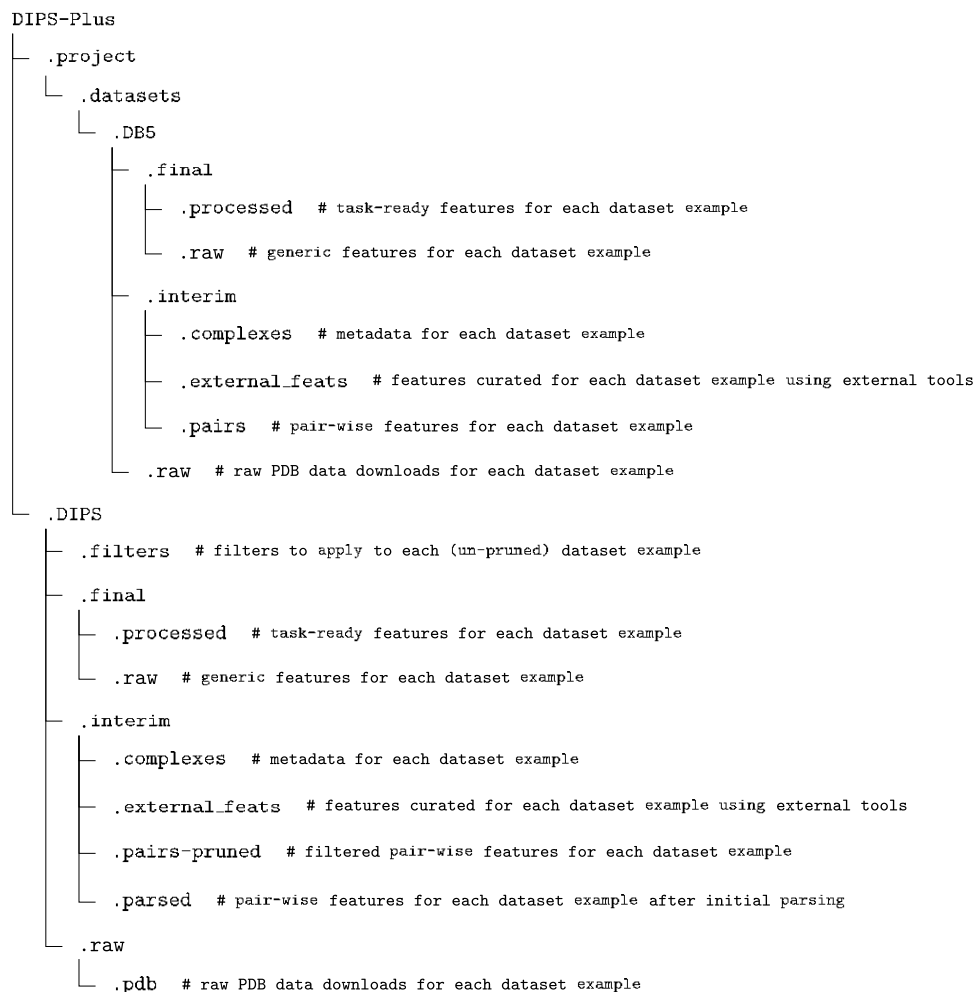 DIPS-Plus
.project
.datasets
.DB5
.final
.processed # task-ready features for each dataset example
.raw # generic features for each dataset example
.interim
.complexes # metadata for each dataset example
.external_feats # features curated for each dataset example using external tools
.pairs # pair-wise features for each dataset example
.raw # raw PDB data downloads for each dataset example
.DIPS
.filters # filters to apply to each (un-pruned) dataset example
.final
.processed # task-ready features for each dataset example
.raw # generic features for each dataset example
.interim
.complexes # metadata for each dataset example
.external_feats # features curated for each dataset example using external tools
.pairs-pruned # filtered pair-wise features for each dataset example
.parsed # pair-wise features for each dataset example after initial parsing
.raw
.pdb # raw PDB data downloads for each dataset example